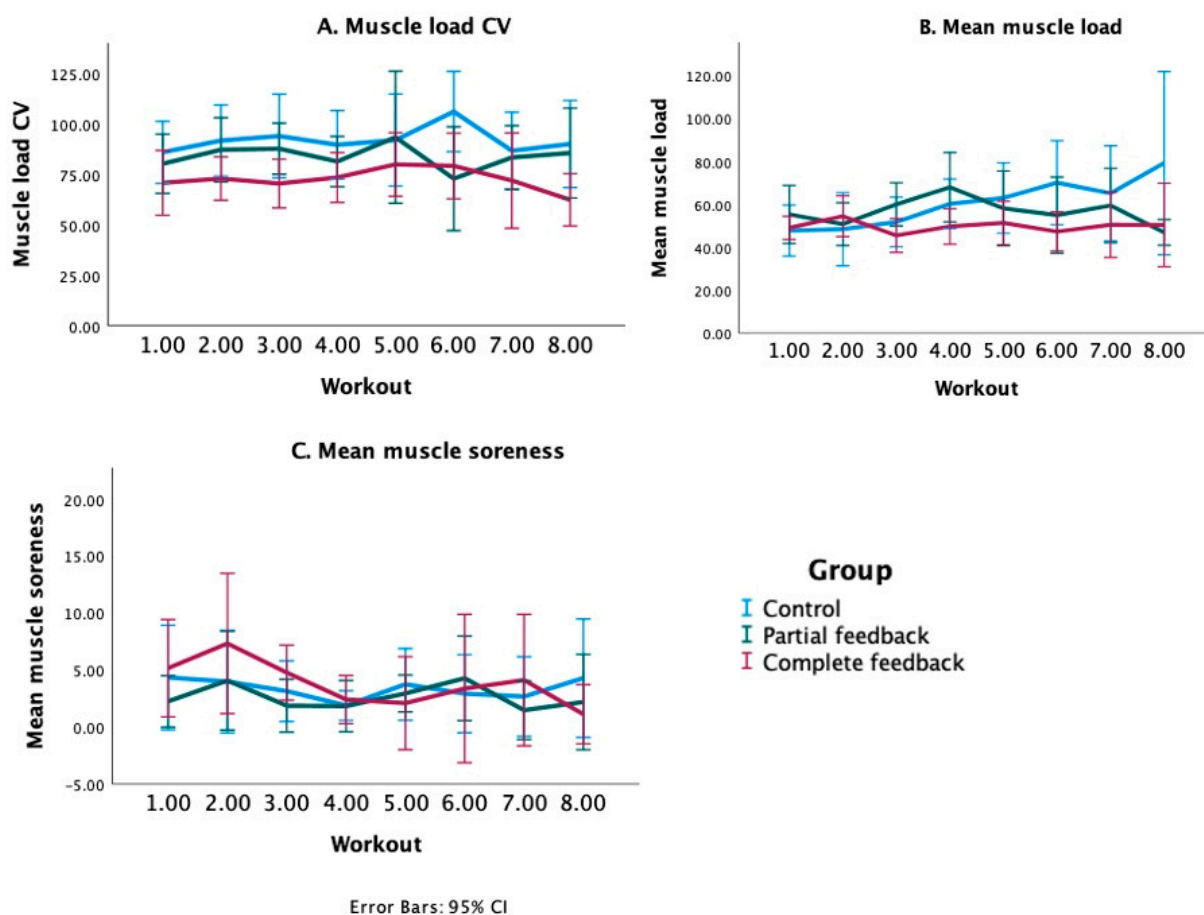 A. Muscle load CV
Muscle load CV
125.00
100.00
75.00
50.00
25.00
0.00
1.00 2.00 3.00 4.00 5.00 6.00 7.00 8.00
Workout
B. Mean muscle load
Mean muscle load
120.00
100.00
80.00
60.00
40.00
20.00
0.00
1.00 2.00 3.00 4.00 5.00 6.00 7.00 8.00
Workout
C. Mean muscle soreness
Mean muscle soreness
20.00
15.00
10.00
5.00
0.00
-5.00
1.00 2.00 3.00 4.00 5.00 6.00 7.00 8.00
Workout
Group
Control
Partial feedback
Complete feedback
Error Bars: 95% CI